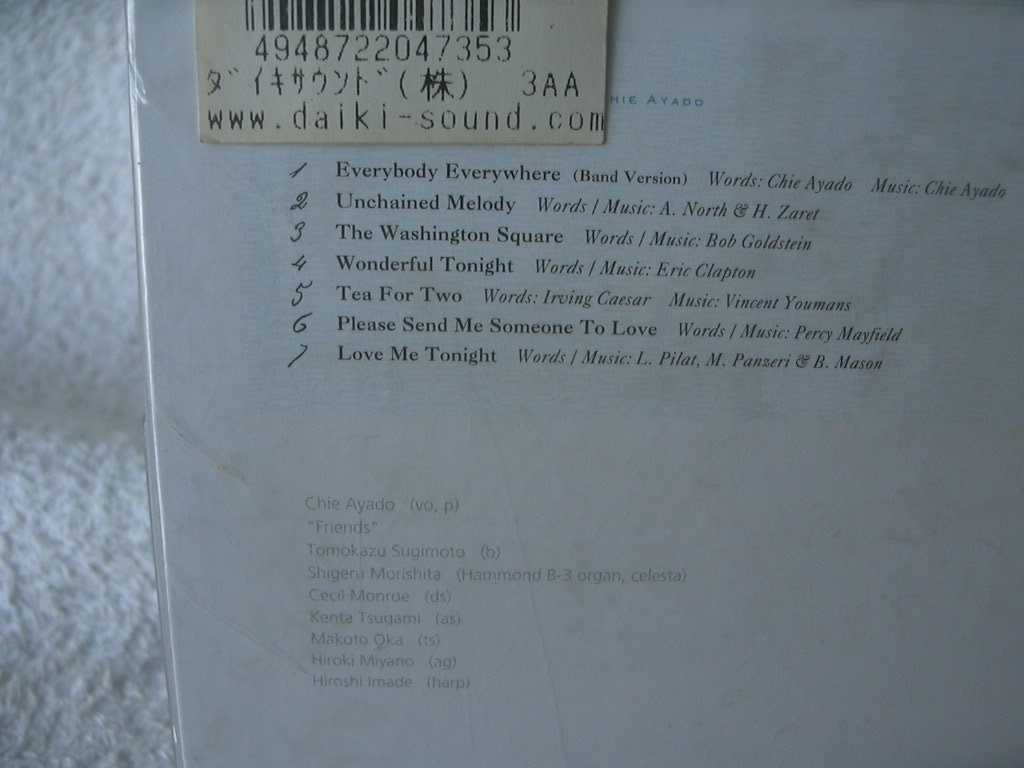 4948722047353
ダイキサウンド(株) 3AA
www.daiki-sound.com
HIE AYADO
1 Everybody Everywhere (Band Version) Words: Chie Ayado Music: Chie Ayado
2 Unchained Melody Words / Music: A. North & H. Zaret
3 The Washington Square Words / Music: Bob Goldstein
4 Wonderful Tonight Words / Music: Eric Clapton
5 Tea For Two Words: Irving Caesar Music: Vincent Youmans
6 Please Send Me Someone To Love Words / Music: Percy Mayfield
7 Love Me Tonight Words / Music: L. Pilat, M. Panzeri & B. Mason
Chie Ayado (vo, p)
"Friends"
Tomokazu Sugimoto (b)
Shigeru Morishita (Hammond B-3 organ, celesta)
Cecil Monroe (ds)
Kenta Tsugami (as)
Makoto Oka (ts)
Hiroki Miyano (ag)
Hiroshi Imade (harp)